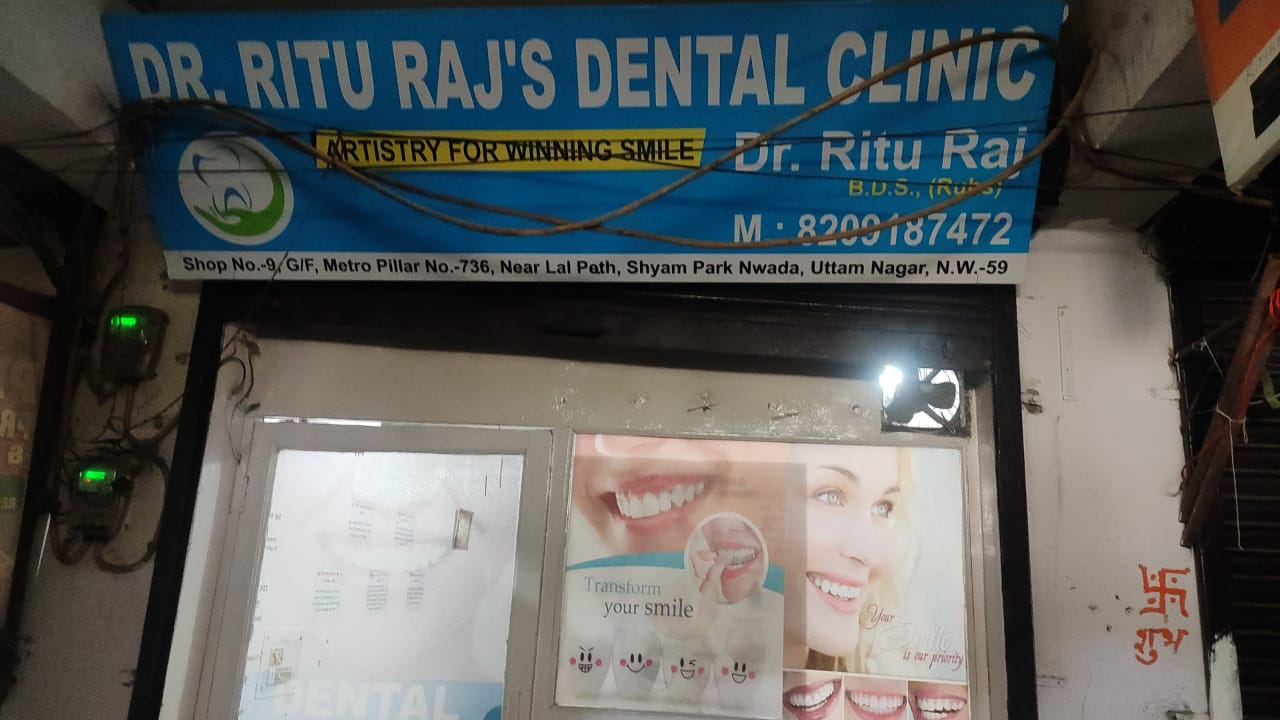 DR. RITU RAJ'S DENTAL CLINIC
ARTISTRY FOR WINNING SMILE
Dr. Ritu Raj
B.D.S., (Ruhs)
M : 8209187472
Shop No.-9, G/F, Metro Pillar No.-736, Near Lal Path, Shyam Park Nwada, Uttam Nagar, N.W.-59
Transform
your smile
Your
Smile
is our priority
DENTAL
卐
शुभ